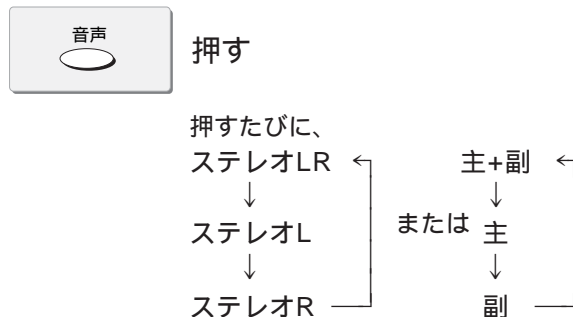 音声
押す
押すたびに、
ステレオLR ← 主+副 ←
↓ ↓
ステレオL または 主
↓ ↓
ステレオR 副